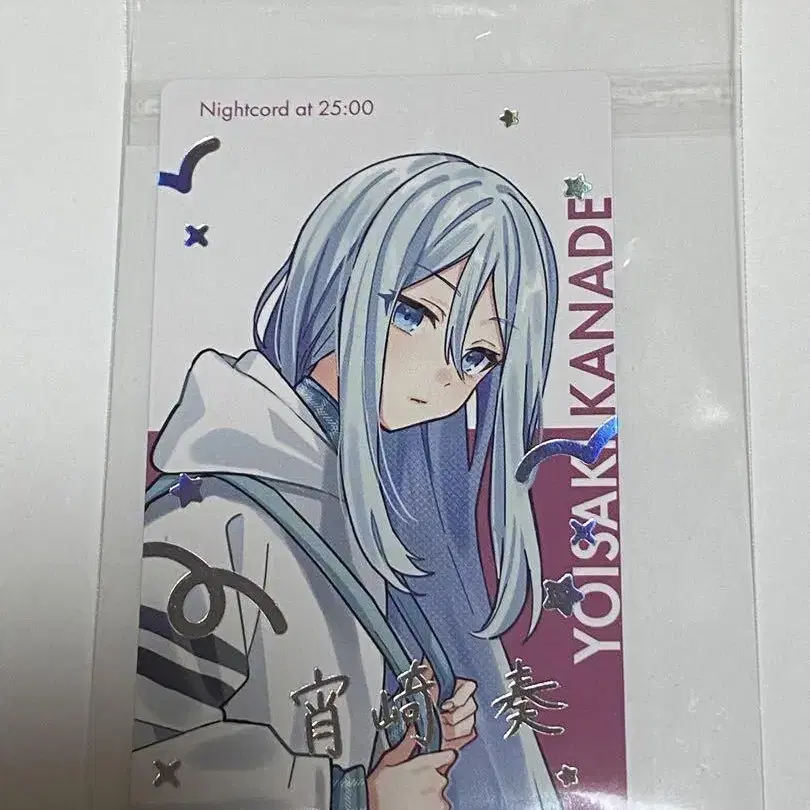 Nightcord at 25:00
YOISAKI KANADE
宵崎 奏